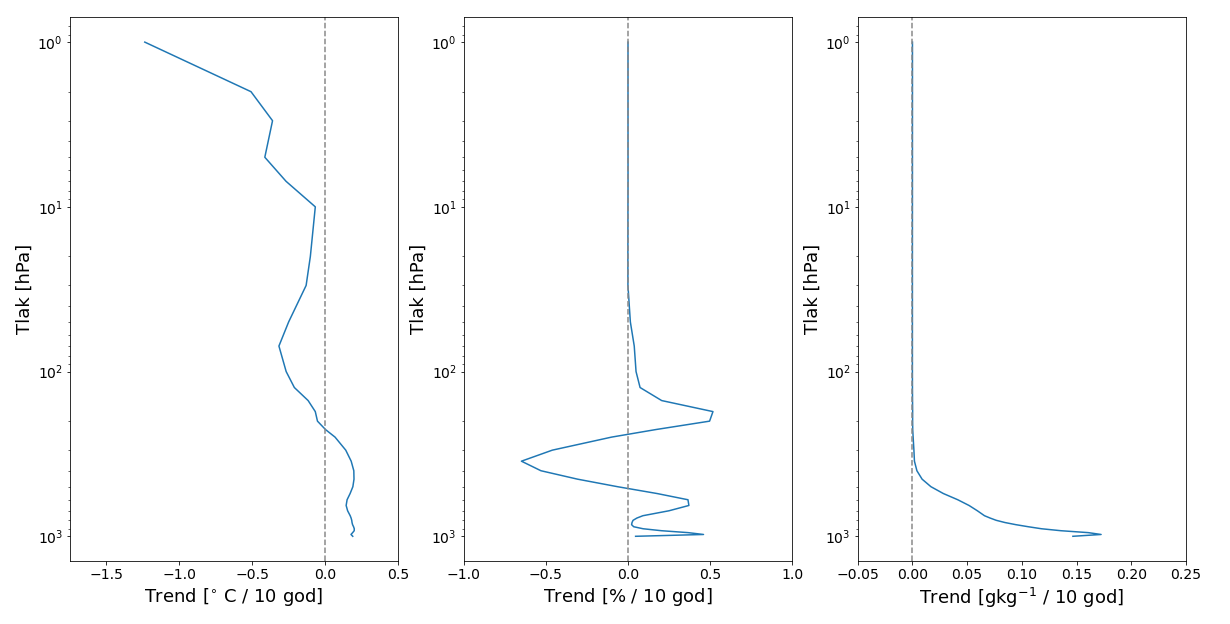 Tlak [hPa]
10⁰
10¹
10²
10³
−1.5 −1.0 −0.5 0.0 0.5
Trend [° C / 10 god]
Tlak [hPa]
10⁰
10¹
10²
10³
−1.0 −0.5 0.0 0.5 1.0
Trend [% / 10 god]
Tlak [hPa]
10⁰
10¹
10²
10³
−0.05 0.00 0.05 0.10 0.15 0.20 0.25
Trend [gkg⁻¹ / 10 god]